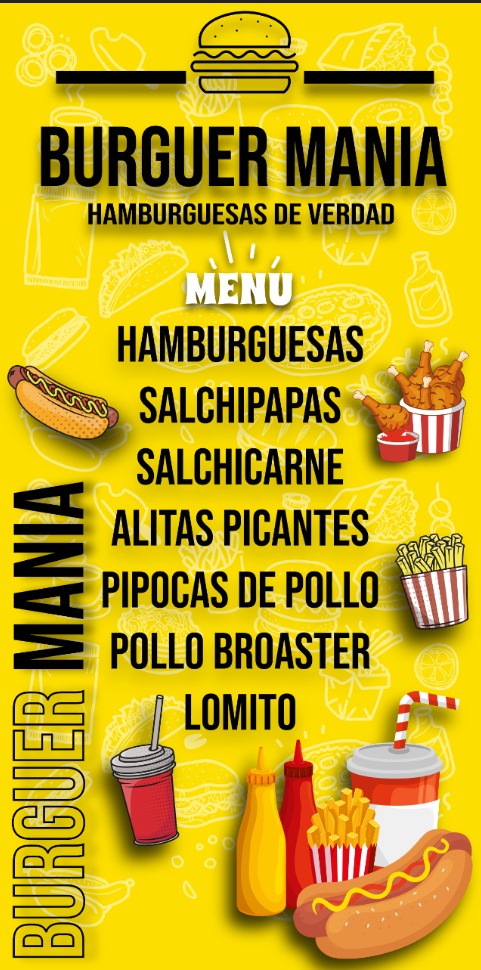 BURGUER MANIA
HAMBURGUESAS DE VERDAD
MENÚ
HAMBURGUESAS
SALCHIPAPAS
SALCHICARNE
ALITAS PICANTES
PIPOCAS DE POLLO
POLLO BROASTER
LOMITO
BURGUER MANIA